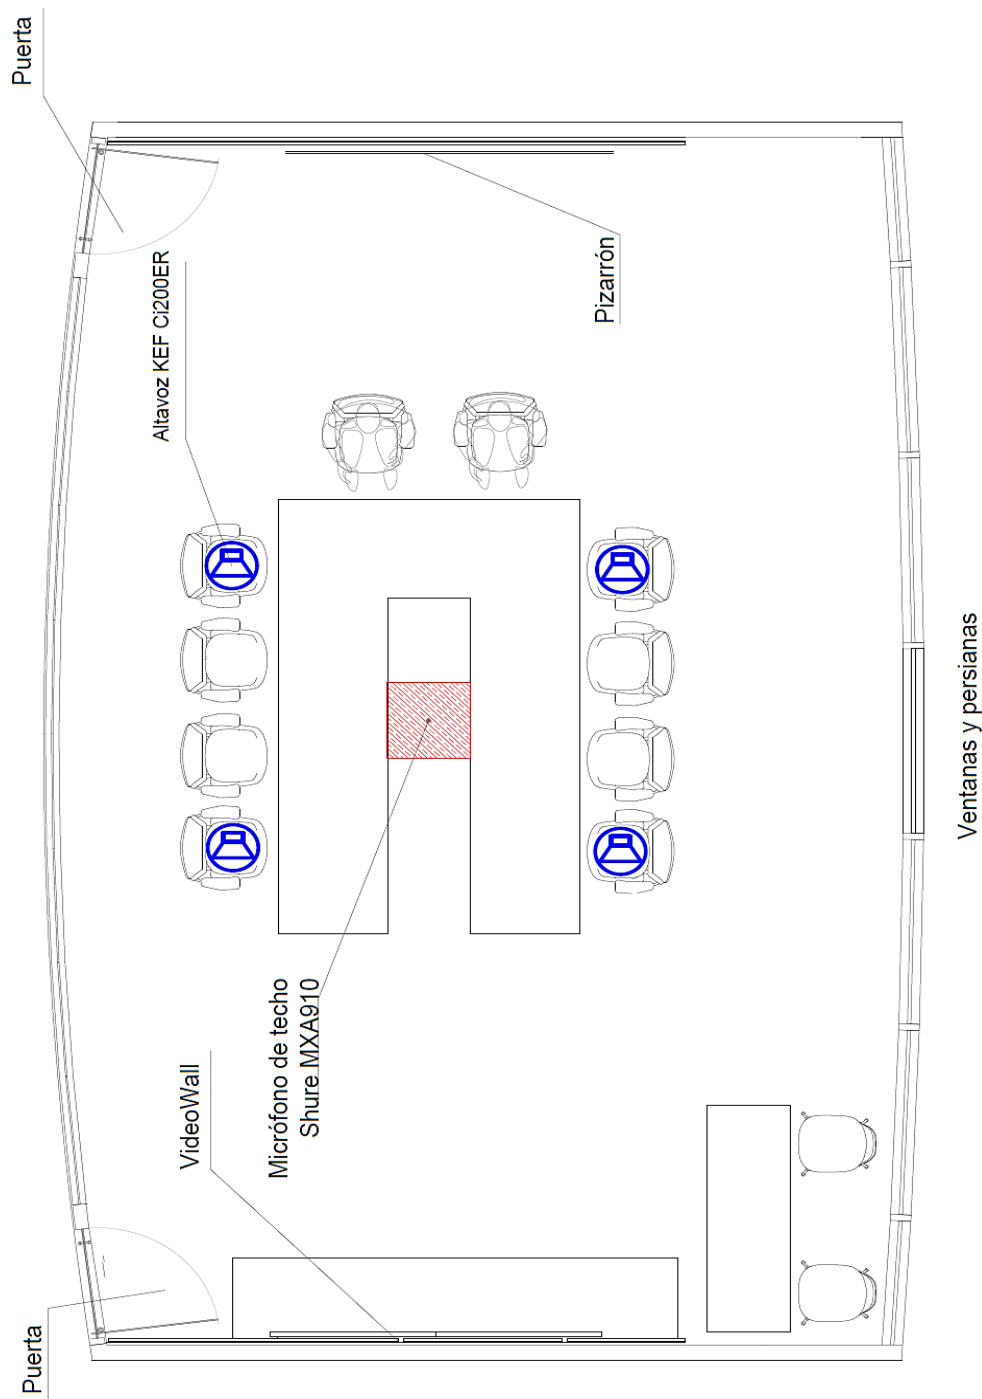 Puerta
Altavoz KEF Ci200ER
Pizarrón
Ventanas y persianas
VideoWall
Micrófono de techo
Shure MXA910
Puerta